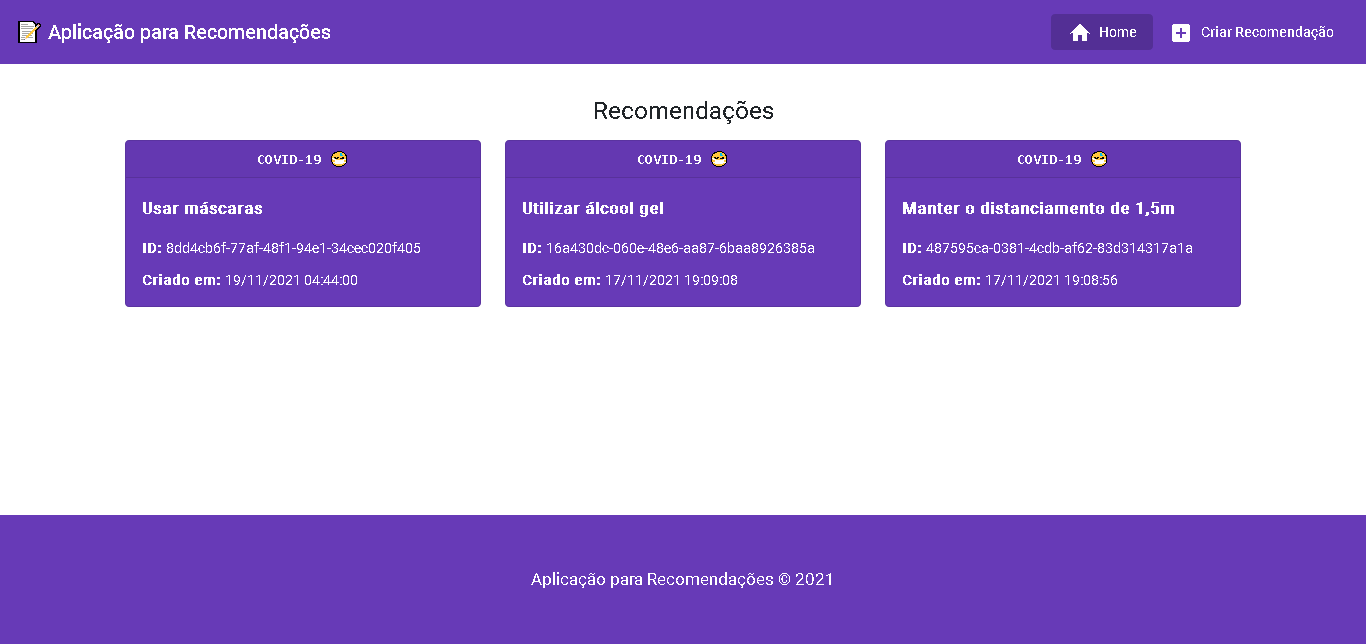 Aplicação para Recomendações
Home
Criar Recomendação
Recomendações
COVID-19
Usar máscaras
ID: 8dd4cb6f-77af-48f1-94e1-34cec020f405
Criado em: 19/11/2021 04:44:00
COVID-19
Utilizar álcool gel
ID: 16a430dc-060e-48e6-aa87-6baa8926385a
Criado em: 17/11/2021 19:09:08
COVID-19
Manter o distanciamento de 1,5m
ID: 487595ca-0381-4cdb-af62-83d314317a1a
Criado em: 17/11/2021 19:08:56
Aplicação para Recomendações © 2021